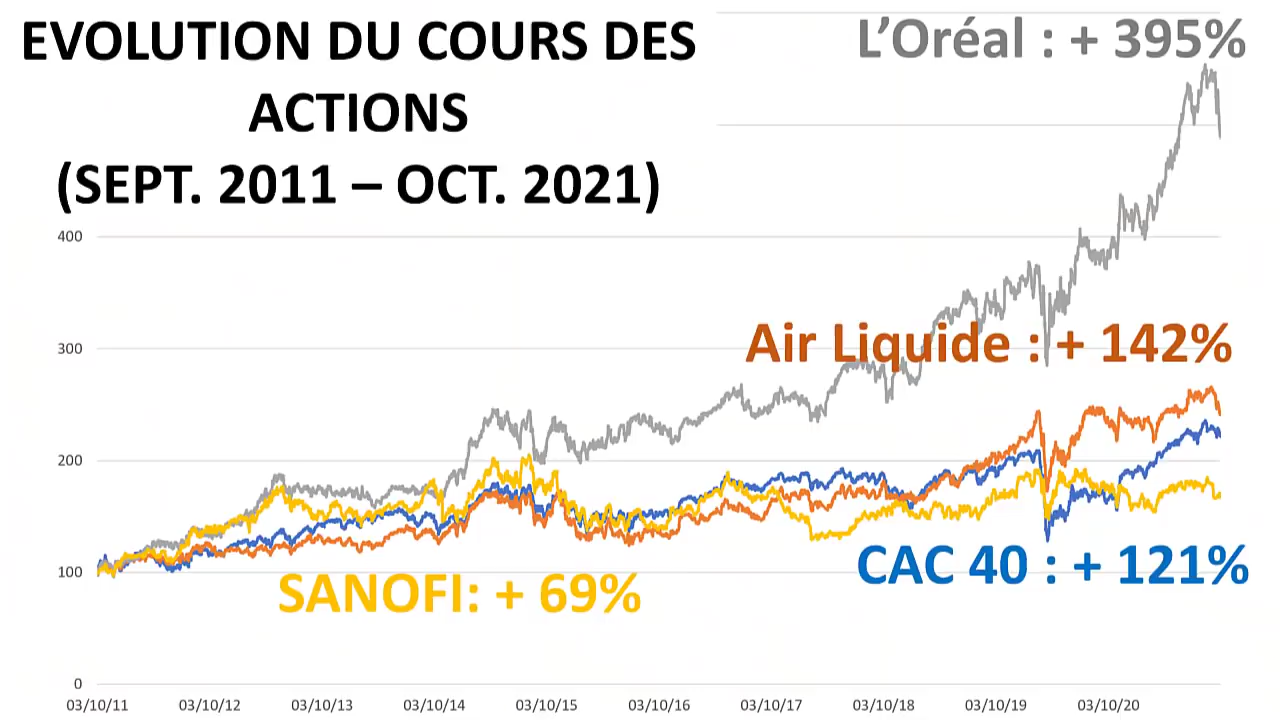 EVOLUTION DU COURS DES
ACTIONS
(SEPT. 2011 – OCT. 2021)
L’Oréal : + 395%
400
300
Air Liquide : + 142%
200
100
CAC 40 : + 121%
SANOFI: + 69%
0
03/10/11 03/10/12 03/10/13 03/10/14 03/10/15 03/10/16 03/10/17 03/10/18 03/10/19 03/10/20